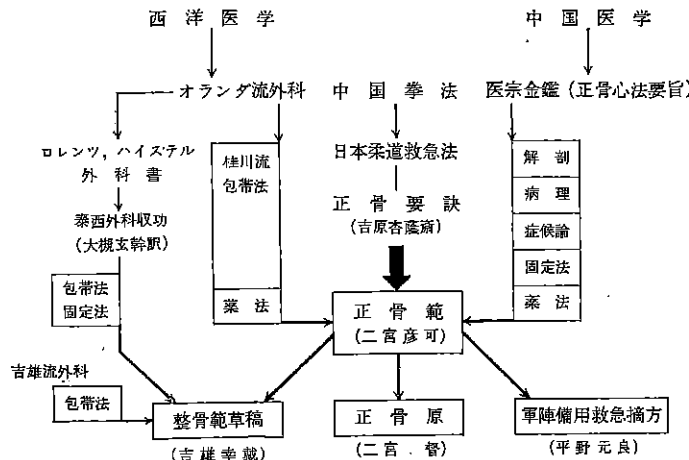 西洋医学
中国医学
オランダ流外科
中国拳法
医宗金鑑(正骨心法要旨)
ロレンツ,ハイステル
外科書
桂川流
包帯法
日本柔道救急法
解剖
病理
症候論
固定法
薬法
正骨要訣
(吉原杏蔭斎)
泰西外科収功
(大槻玄幹訳)
包帯法
固定法
薬法
正骨範
(二宮彦可)
吉雄流外科
包帯法
整骨範草稿
(吉雄幸蔵)
正骨原
(二宮.督)
軍陣備用救急摘方
(平野元良)